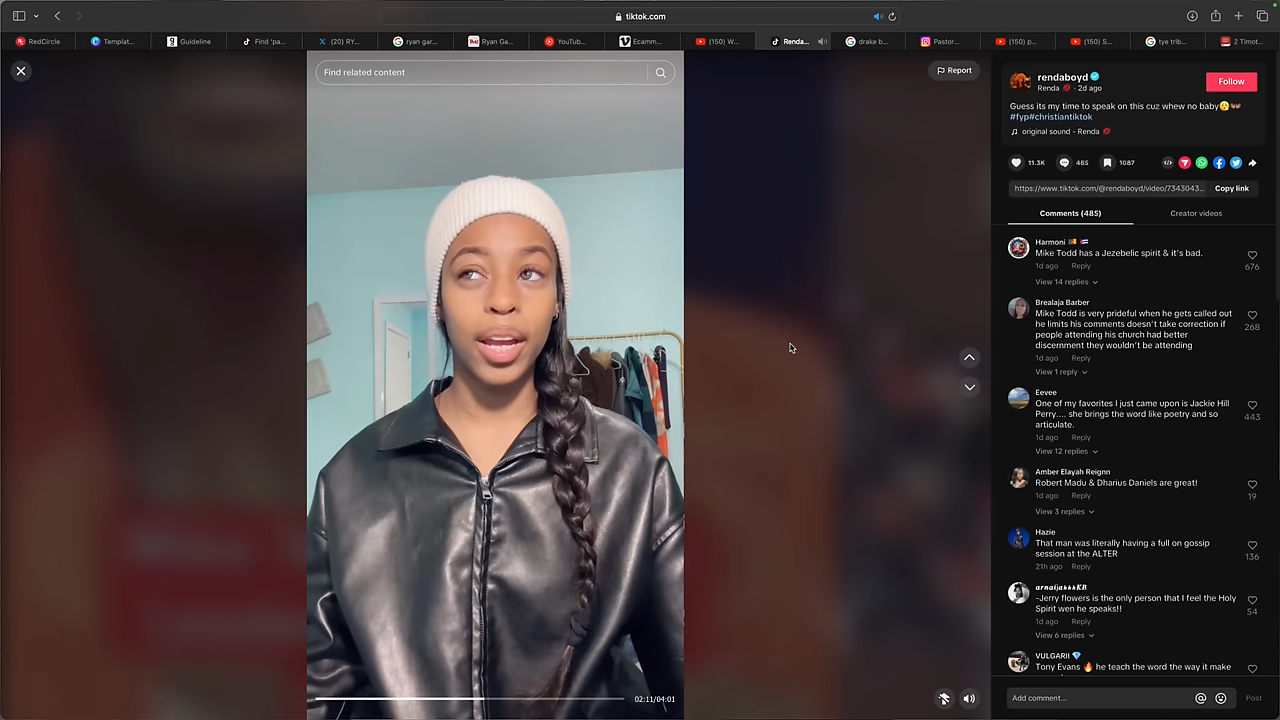 tiktok.com
RedCircle
Templat...
Guideline
Find 'pa...
(20) RY...
ryan gar...
Ryan Ga...
YouTub...
Ecamm...
(150) W...
Renda...
drake b...
Pastor...
(150) p...
(150) S...
tye trib...
2 Timot...
Find related content
Report
rendaboyd
Renda 💋 · 2d ago
Follow
Guess its my time to speak on this cuz whew no baby
#fyp#christiantiktok
original sound - Renda 💋
11.3K
485
1087
https://www.tiktok.com/@rendaboyd/video/7343043...
Copy link
Comments (485)
Creator videos
Harmoni
Mike Todd has a Jezebelic spirit & it's bad.
1d ago Reply
676
View 14 replies
Brealaja Barber
Mike Todd is very prideful when he gets called out
he limits his comments doesn't take correction if
people attending his church had better
discernment they wouldn't be attending
268
1d ago Reply
View 1 reply
Eevee
One of my favorites I just came upon is Jackie Hill
Perry.... she brings the word like poetry and so
articulate.
443
1d ago Reply
View 12 replies
Amber Elayah Reignn
Robert Madu & Dharius Daniels are great!
1d ago Reply
19
View 3 replies
Hazie
That man was literally having a full on gossip
session at the ALTER
136
21h ago Reply
-Jerry flowers is the only person that I feel the Holy
Spirit wen he speaks!!
54
1d ago Reply
View 6 replies
VULGARII 💎
Tony Evans 🔥 he teach the word the way it make
02:11/04:01
Add comment...
Post